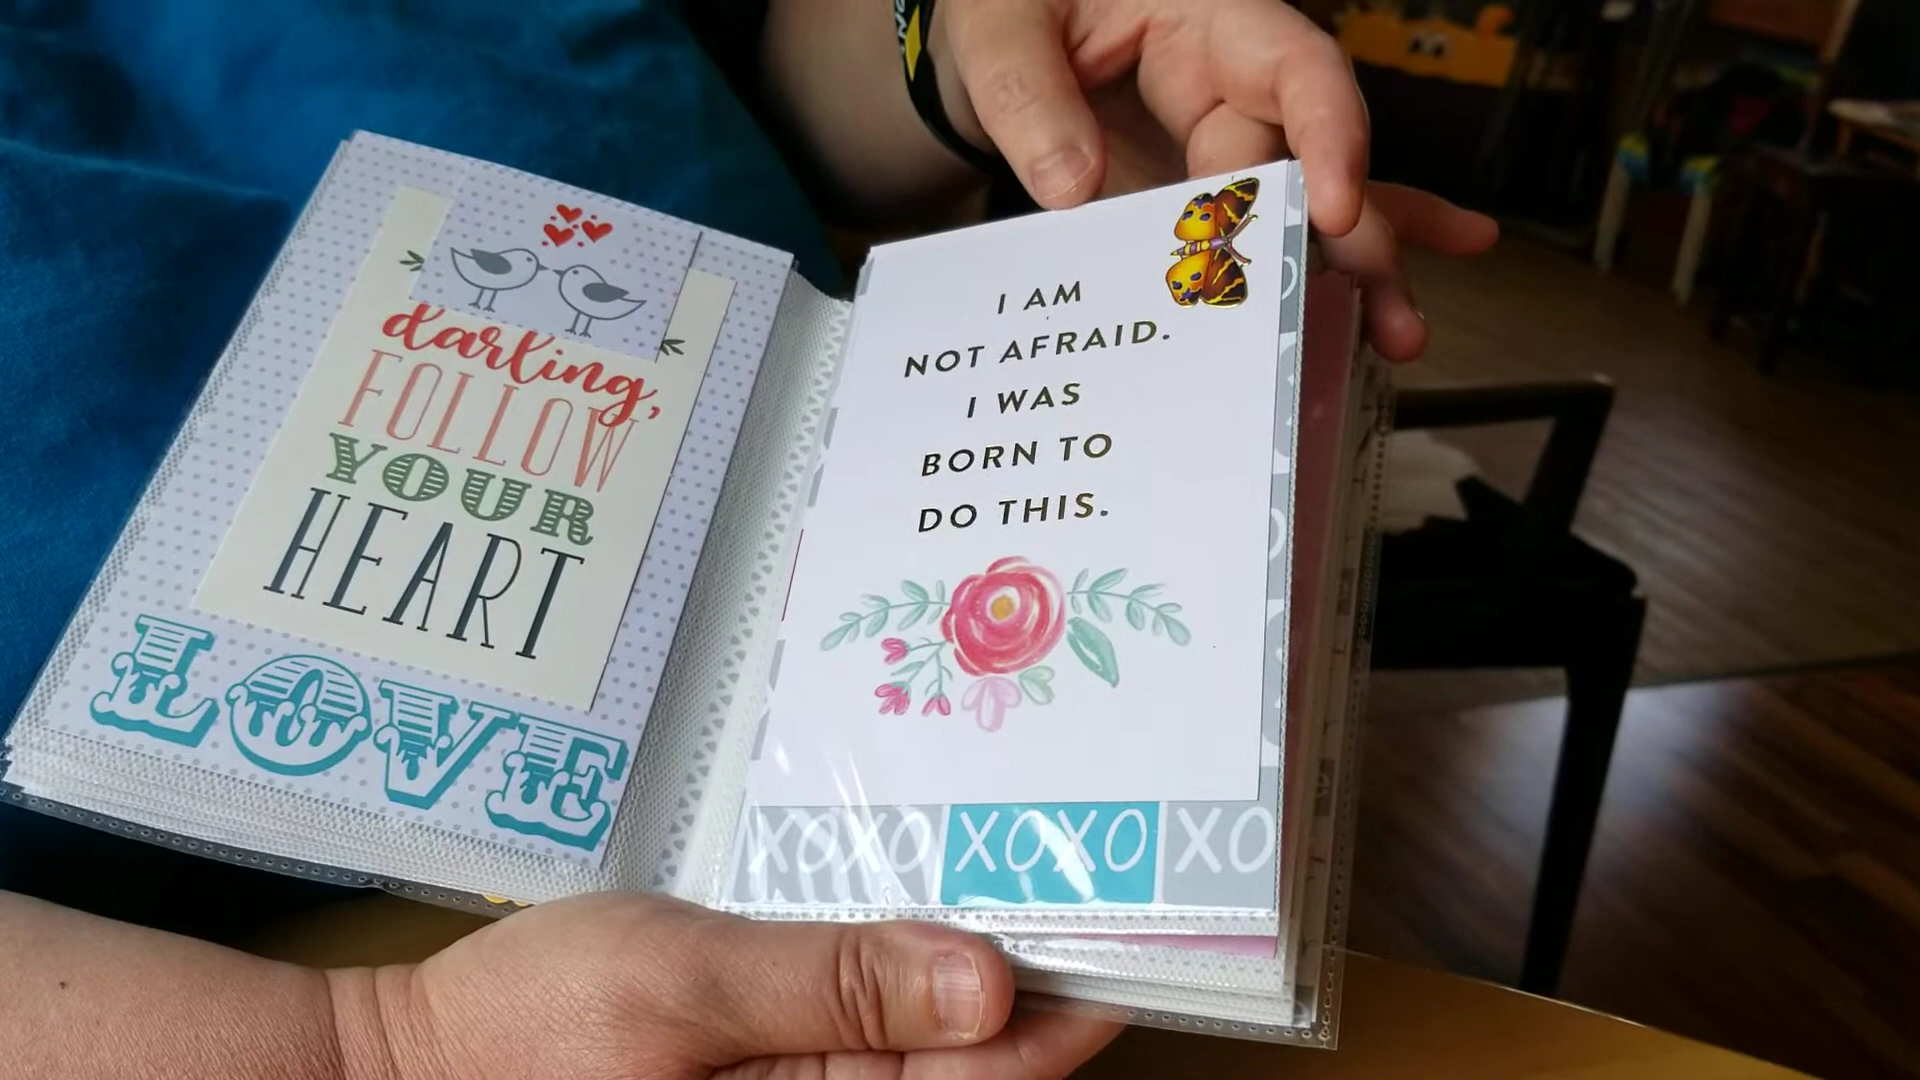 darling,
FOLLOW
YOUR
HEART
LOVE
I AM
NOT AFRAID.
I WAS
BORN TO
DO THIS.
XOXO XOXO XO